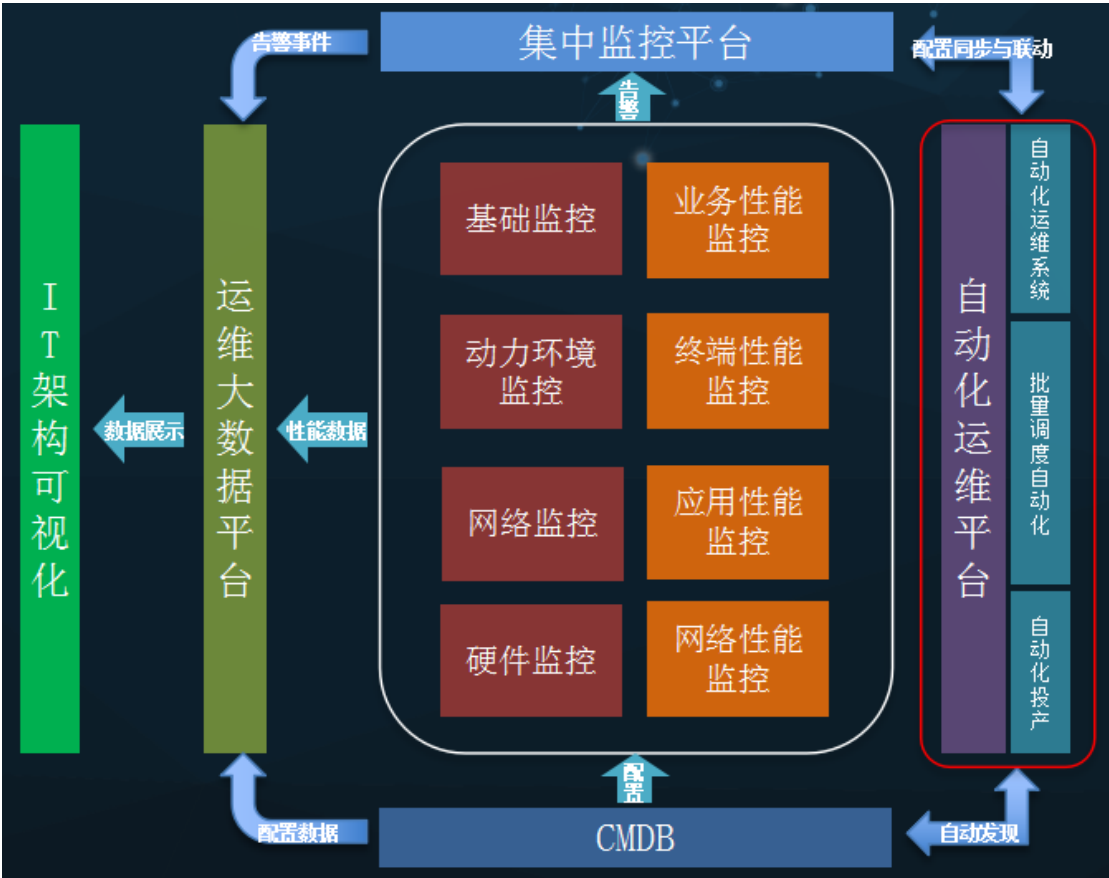 集中监控平台
告警事件
配置同步与联动
告警
基础监控
业务性能
监控
动力环境
监控
终端性能
监控
网络监控
应用性能
监控
硬件监控
网络性能
监控
IT架构可视化
数据展示
运维大数据平台
性能数据
自动化运维平台
自动化运维系统
批量调度自动化
自动化投产
配置
配置数据
CMDB
自动发现